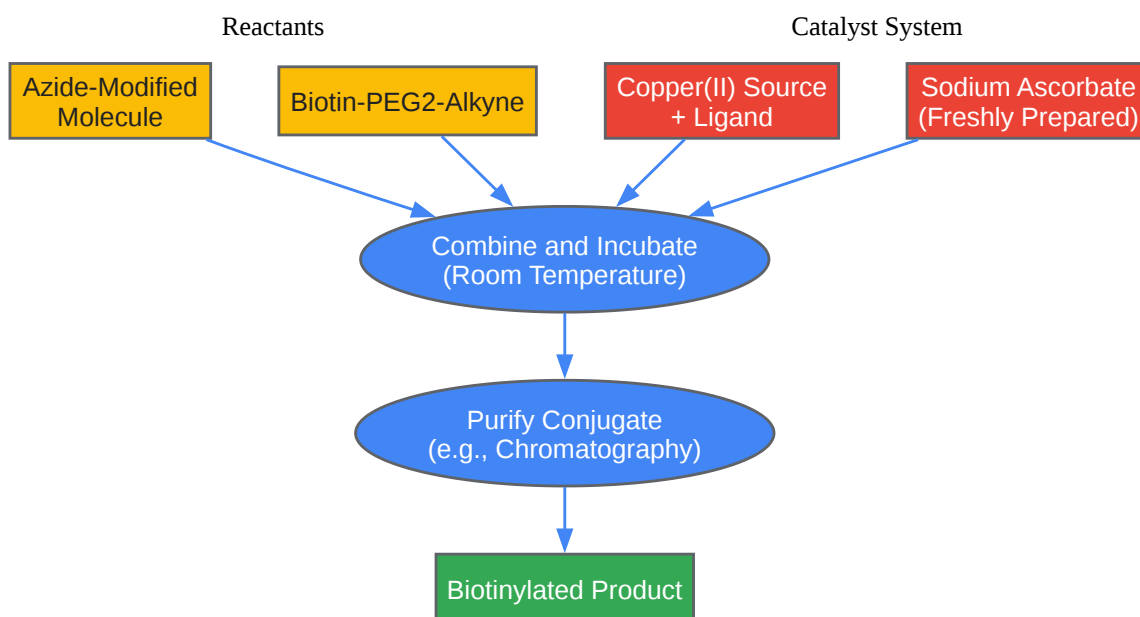 Reactants
Catalyst System
Azide-Modified
Molecule
Biotin-PEG2-Alkyne
Copper(II) Source
+ Ligand
Sodium Ascorbate
(Freshly Prepared)
Combine and Incubate
(Room Temperature)
Purify Conjugate
(e.g., Chromatography)
Biotinylated Product